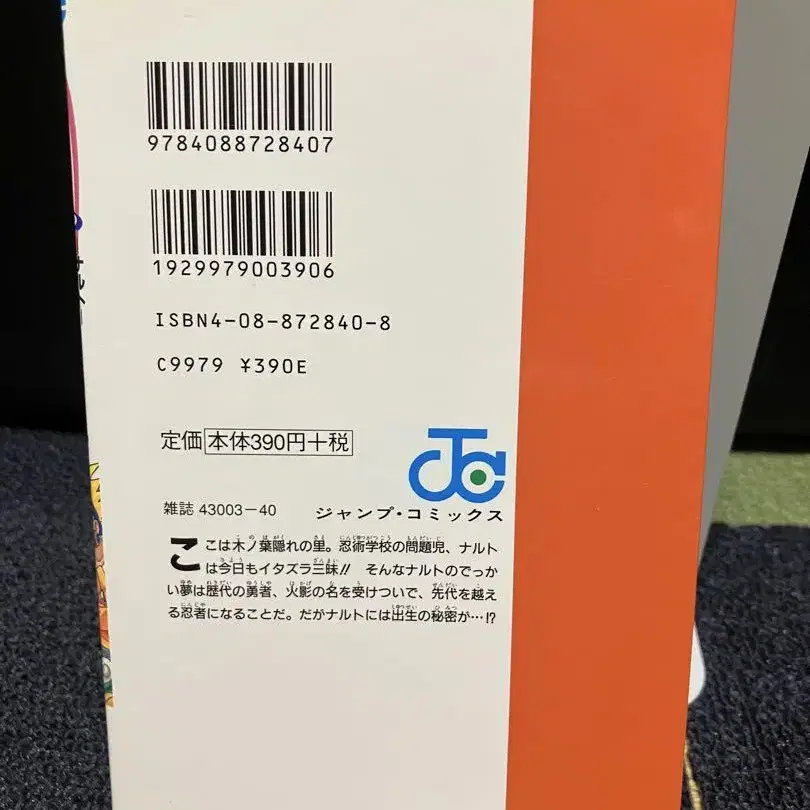 9784088728407
1929979003906
ISBN4-08-872840-8
C9979 ¥390E
定価 本体390円+税
雑誌 43003-40
ジャンプ・コミックス
ここは木ノ葉隠れの里。忍術学校の問題児、ナルト
は今日もイタズラ三昧!! そんなナルトのでっか
い夢は歴代の勇者、火影の名を受けついで、先代を越え
る忍者になることだ。だがナルトには出生の秘密が…!?